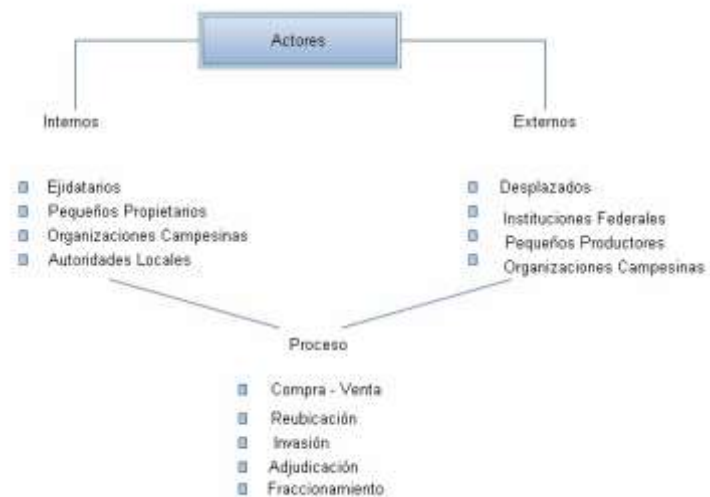 Actores
Internos
Externos
Ejidatarios
Pequeños Propietarios
Organizaciones Campesinas
Autoridades Locales
Desplazados
Instituciones Federales
Pequeños Productores
Organizaciones Campesinas
Proceso
Compra - Venta
Reubicación
Invasión
Adjudicación
Fraccionamiento